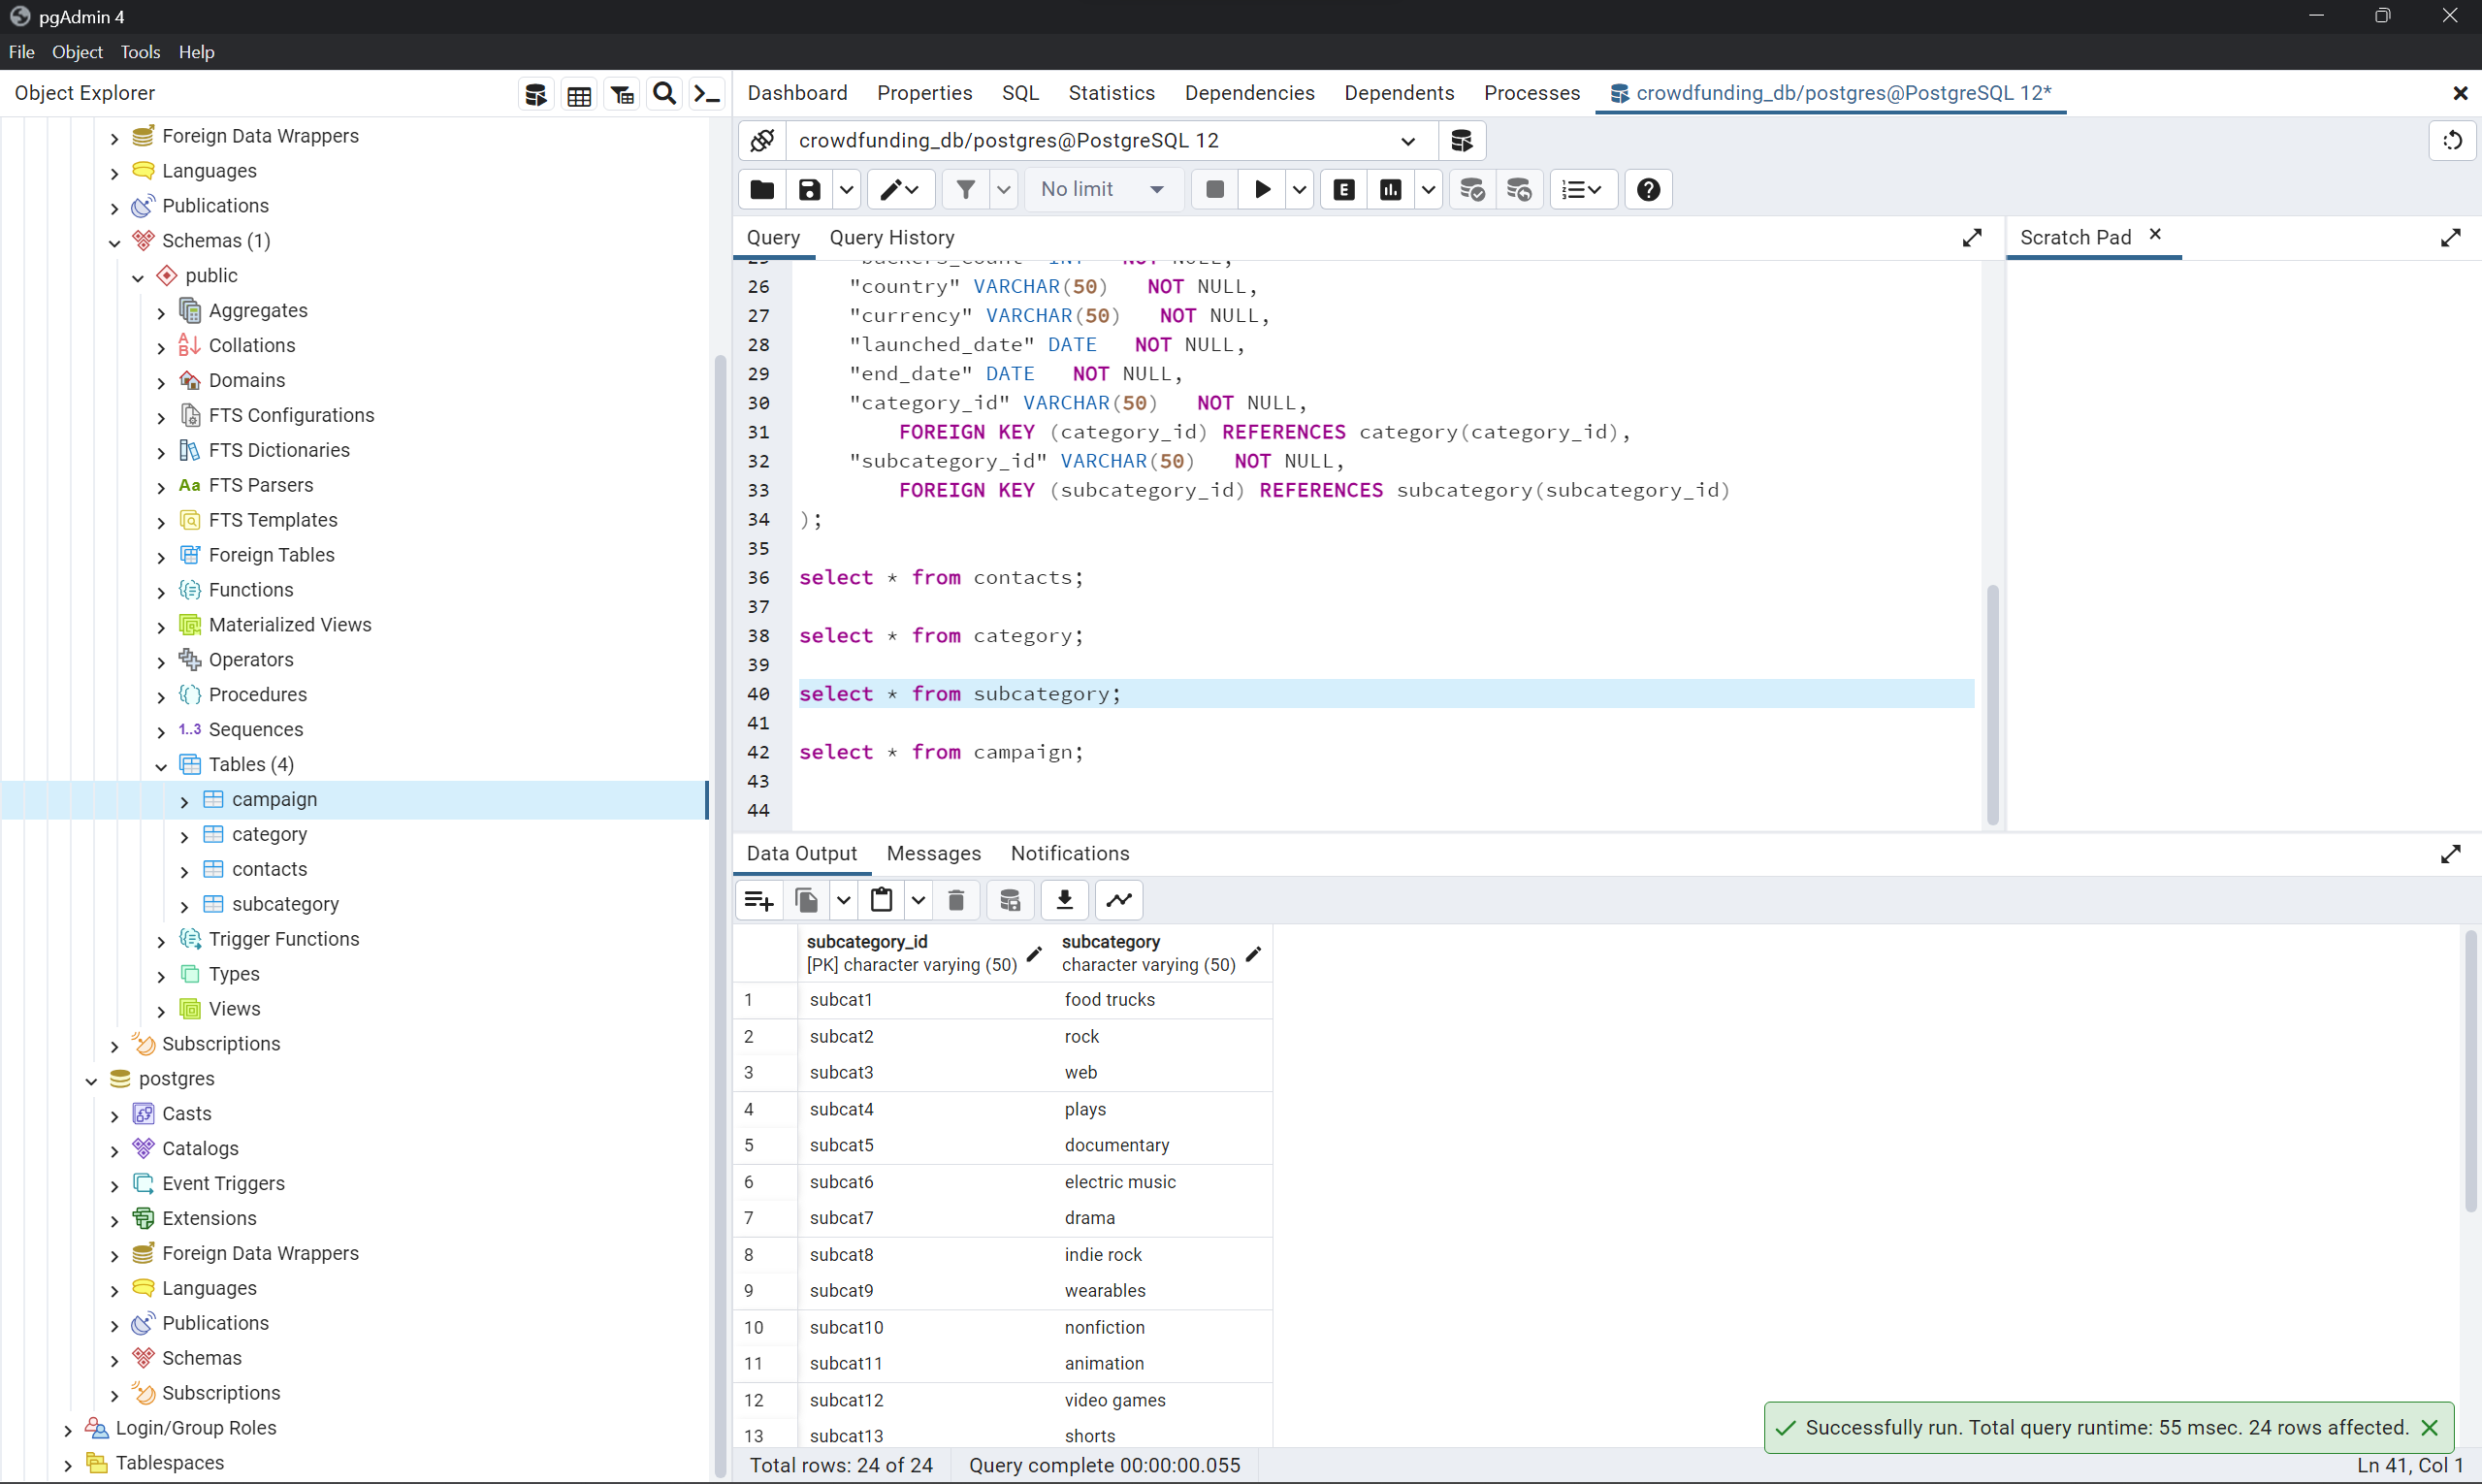 pgAdmin 4
File Object Tools Help
Object Explorer
Foreign Data Wrappers
Languages
Publications
Schemas (1)
public
Aggregates
Collations
Domains
FTS Configurations
FTS Dictionaries
Aa FTS Parsers
FTS Templates
Foreign Tables
Functions
Materialized Views
Operators
Procedures
1..3 Sequences
Tables (4)
campaign
category
contacts
subcategory
Trigger Functions
Types
Views
Subscriptions
postgres
Casts
Catalogs
Event Triggers
Extensions
Foreign Data Wrappers
Languages
Publications
Schemas
Subscriptions
Login/Group Roles
Tablespaces
Dashboard Properties SQL Statistics Dependencies Dependents Processes crowdfunding_db/postgres@PostgreSQL 12*
crowdfunding_db/postgres@PostgreSQL 12
No limit
Query Query History
Scratch Pad
26 "country" VARCHAR(50) NOT NULL,
27 "currency" VARCHAR(50) NOT NULL,
28 "launched_date" DATE NOT NULL,
29 "end_date" DATE NOT NULL,
30 "category_id" VARCHAR(50) NOT NULL,
31 FOREIGN KEY (category_id) REFERENCES category(category_id),
32 "subcategory_id" VARCHAR(50) NOT NULL,
33 FOREIGN KEY (subcategory_id) REFERENCES subcategory(subcategory_id)
34 );
35
36 select * from contacts;
37
38 select * from category;
39
40 select * from subcategory;
41
42 select * from campaign;
43
44
Data Output Messages Notifications
subcategory_id subcategory
[PK] character varying (50) character varying (50)
1 subcat1 food trucks
2 subcat2 rock
3 subcat3 web
4 subcat4 plays
5 subcat5 documentary
6 subcat6 electric music
7 subcat7 drama
8 subcat8 indie rock
9 subcat9 wearables
10 subcat10 nonfiction
11 subcat11 animation
12 subcat12 video games
13 subcat13 shorts
Successfully run. Total query runtime: 55 msec. 24 rows affected.
Total rows: 24 of 24 Query complete 00:00:00.055
Ln 41, Col 1